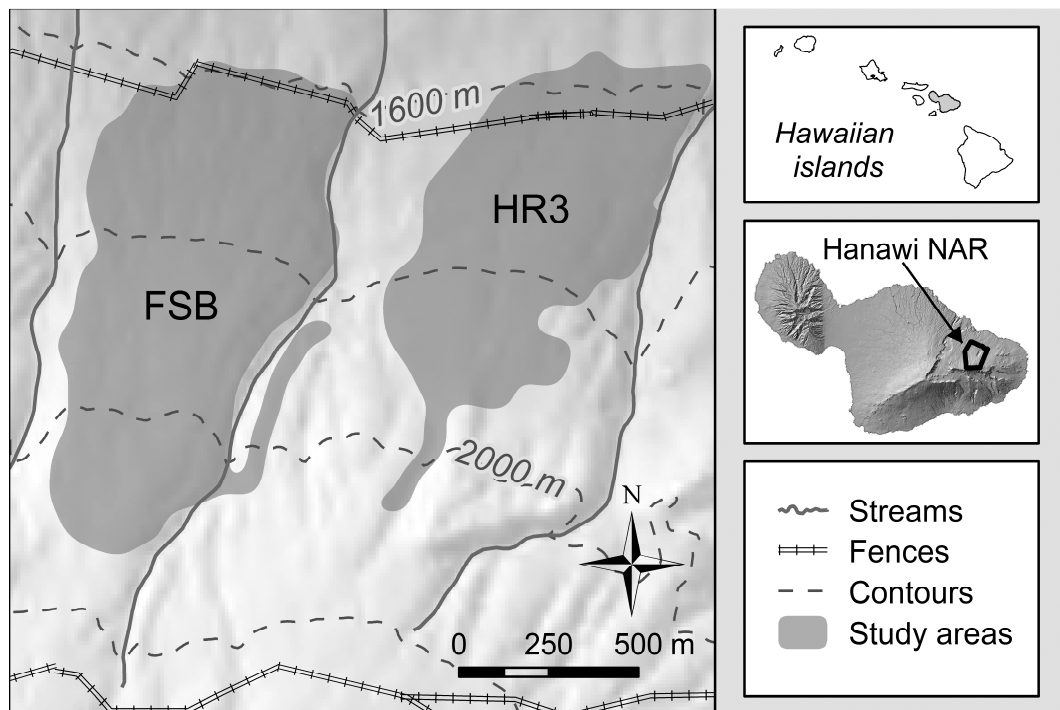 1600 m
HR3
FSB
2000 m
N
0 250 500 m
Hawaiian
islands
Hanawi NAR
Streams
Fences
Contours
Study areas